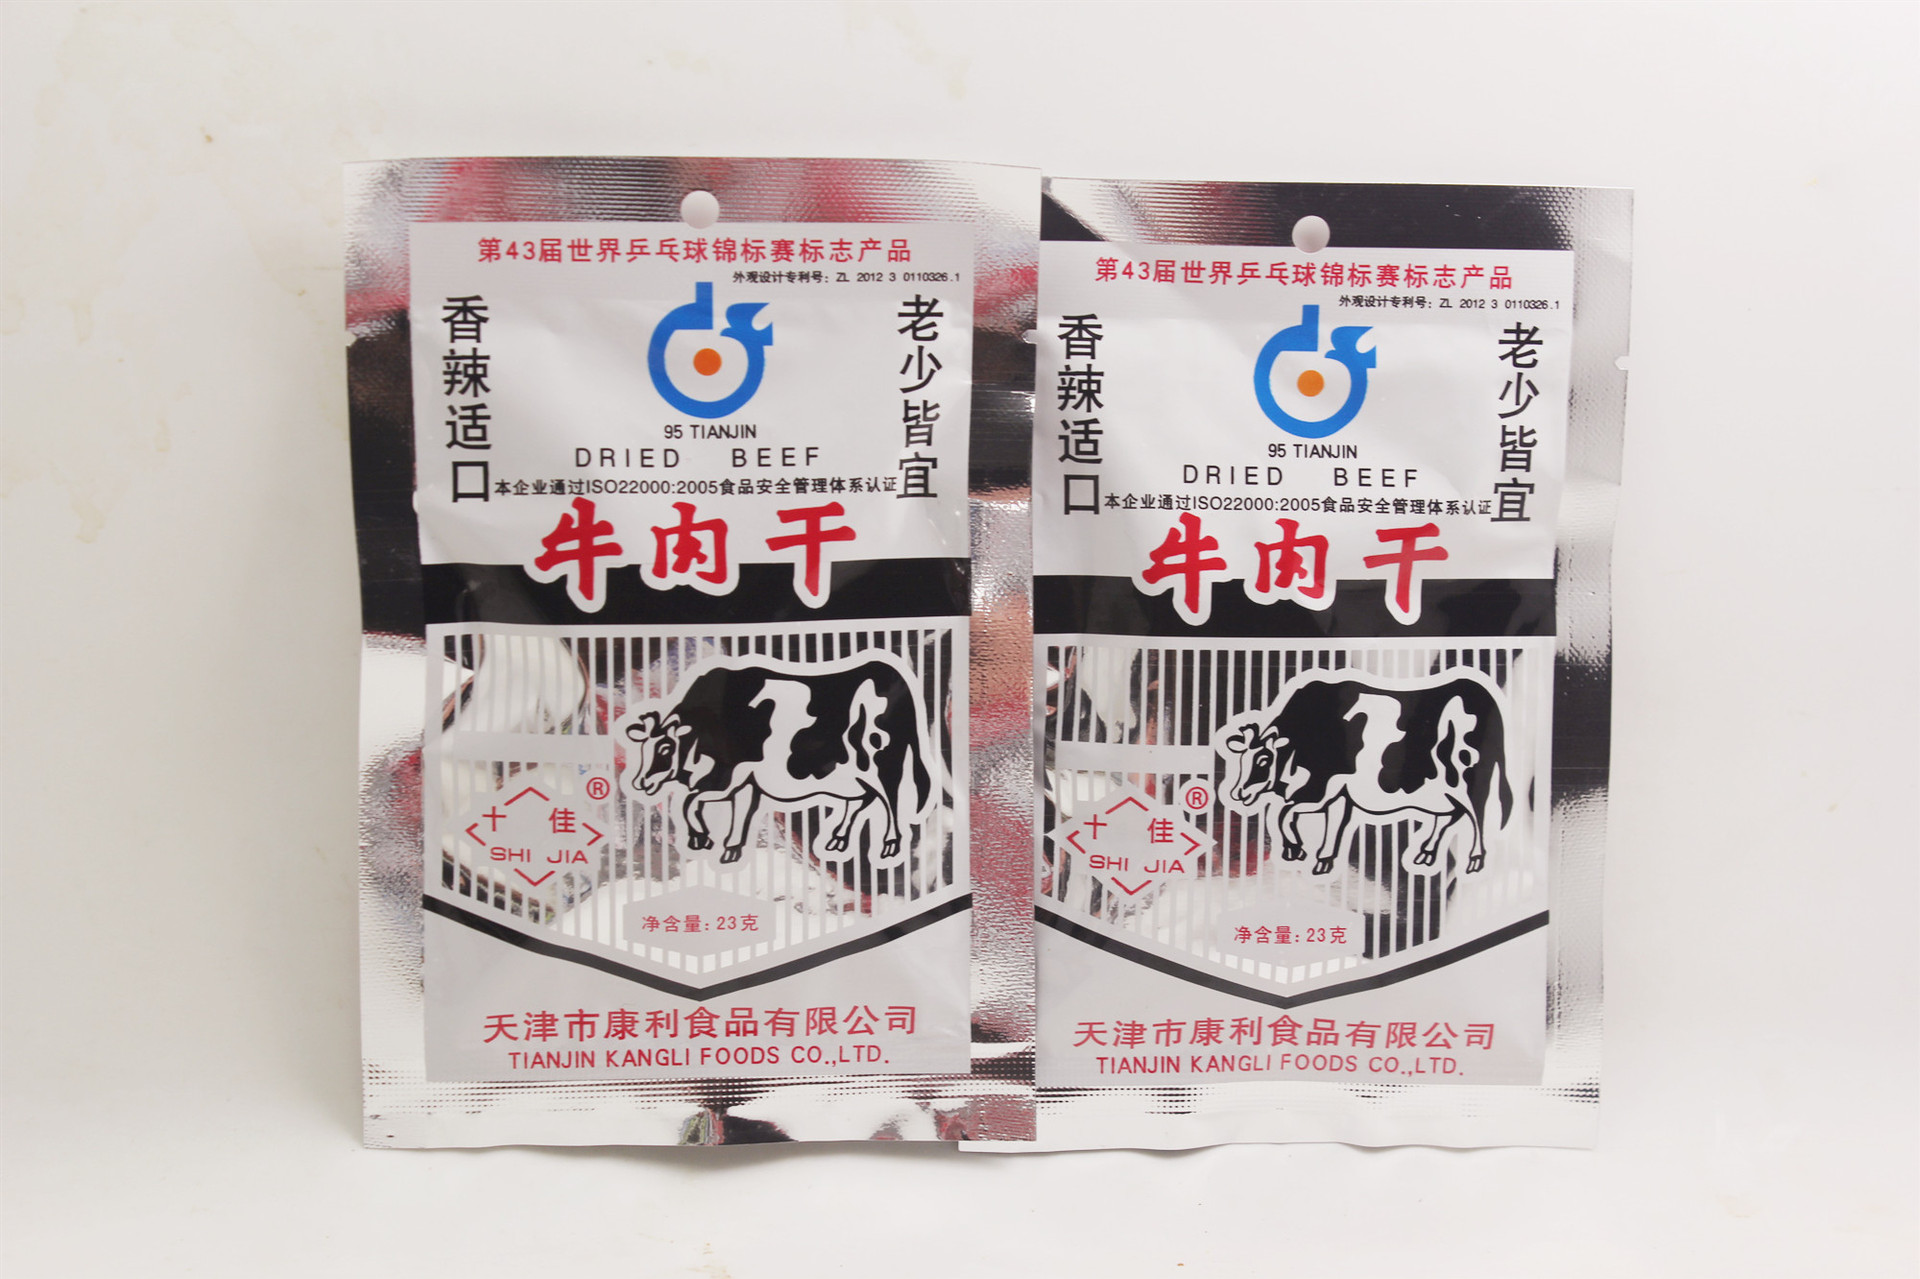 第43届世界乒乓球锦标赛标志产品
外观设计专利号：ZL 2012 3 0110326.1
香辣适口
老少皆宜
95 TIANJIN
DRIED BEEF
本企业通过ISO22000:2005食品安全管理体系认证
牛肉干
十佳®
SHI JIA
净含量：23克
天津市康利食品有限公司
TIANJIN KANGLI FOODS CO.,LTD.
第43届世界乒乓球锦标赛标志产品
外观设计专利号：ZL 2012 3 0110326.1
香辣适口
老少皆宜
95 TIANJIN
DRIED BEEF
本企业通过ISO22000:2005食品安全管理体系认证
牛肉干
十佳®
SHI JIA
净含量：23克
天津市康利食品有限公司
TIANJIN KANGLI FOODS CO.,LTD.